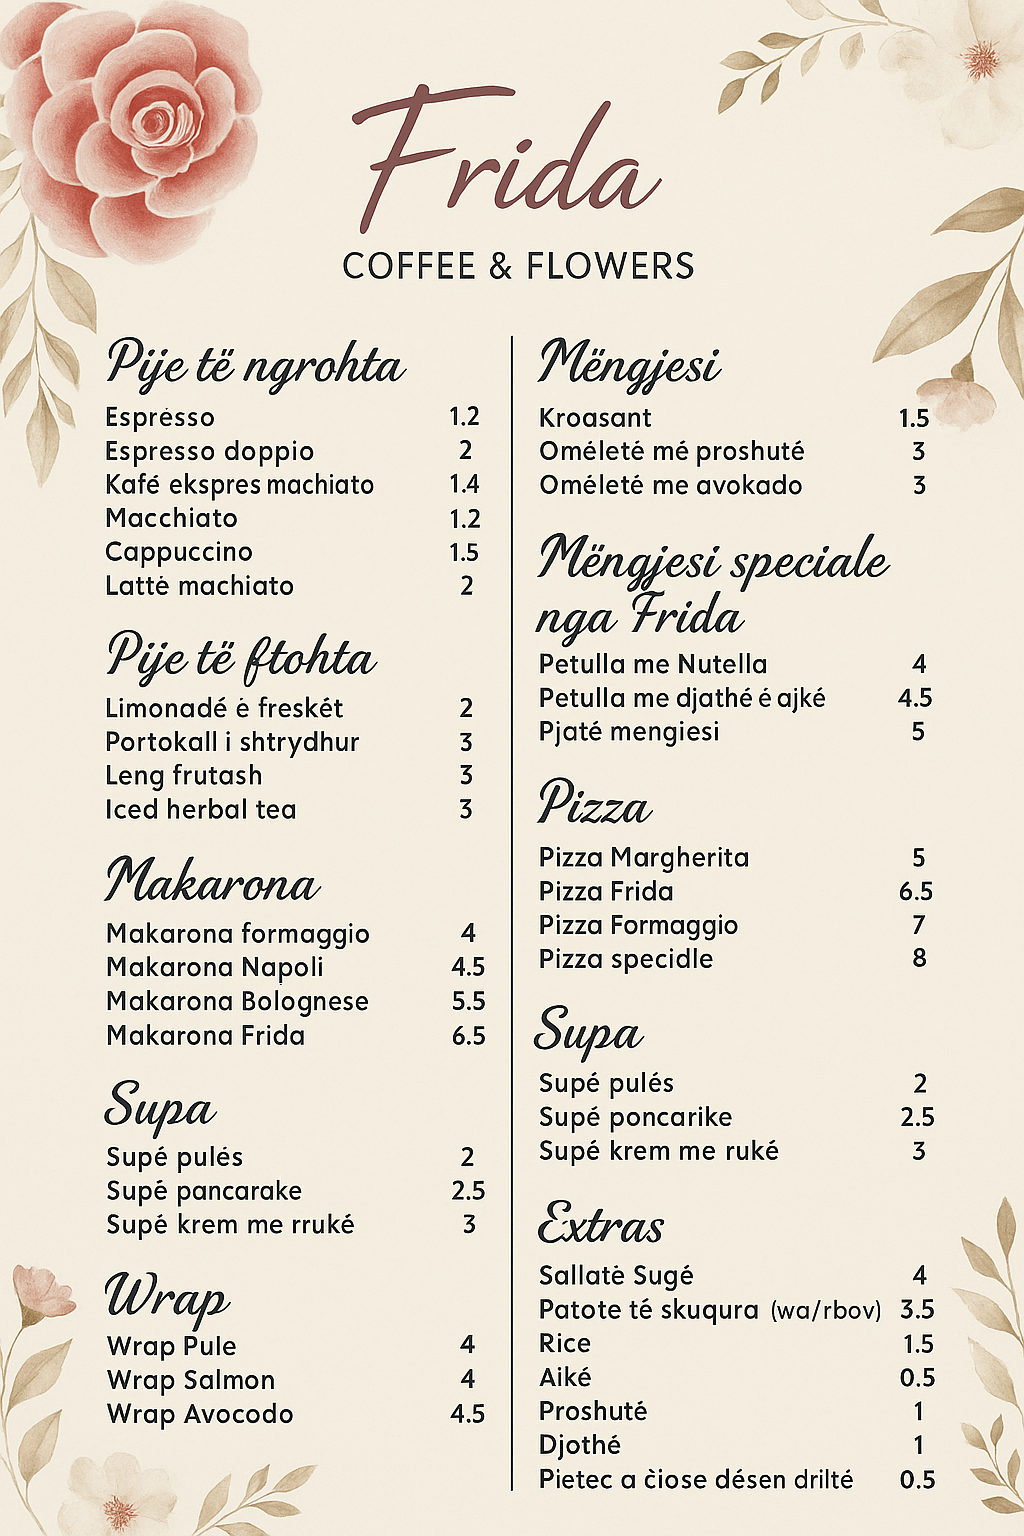 Frida
COFFEE & FLOWERS
Pije të ngrohta
Espresso 1.2
Espresso doppio 2
Kafé ekspres machiato 1.4
Macchiato 1.2
Cappuccino 1.5
Lattė machiato 2
Pije të ftohta
Limonadé ė freskét 2
Portokall i shtrydhur 3
Leng frutash 3
Iced herbal tea 3
Makarona
Makarona formaggio 4
Makarona Napoli 4.5
Makarona Bolognese 5.5
Makarona Frida 6.5
Supa
Supé pulés 2
Supé pancarake 2.5
Supé krem me rruké 3
Wrap
Wrap Pule 4
Wrap Salmon 4
Wrap Avocodo 4.5
Mëngjesi
Kroasant 1.5
Oméleté mé proshuté 3
Oméleté me avokado 3
Mëngjesi speciale
nga Frida
Petulla me Nutella 4
Petulla me djathé é ajké 4.5
Pjaté mengiesi 5
Pizza
Pizza Margherita 5
Pizza Frida 6.5
Pizza Formaggio 7
Pizza specidle 8
Supa
Supé pulés 2
Supé poncarike 2.5
Supé krem me ruké 3
Extras
Sallatė Sugé 4
Patote té skuqura (wa/rbov) 3.5
Rice 1.5
Aiké 0.5
Proshuté 1
Djothé 1
Pietec a čiose désen drilté 0.5